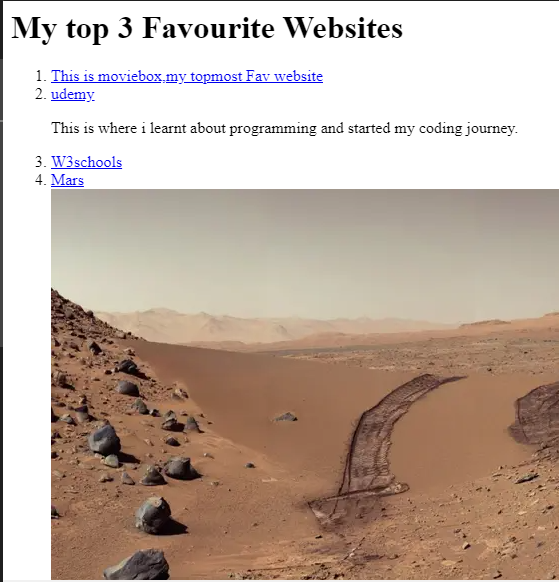 My top 3 Favourite Websites
1. This is moviebox,my topmost Fav website
2. udemy
This is where i learnt about programming and started my coding journey.
3. W3schools
4. Mars